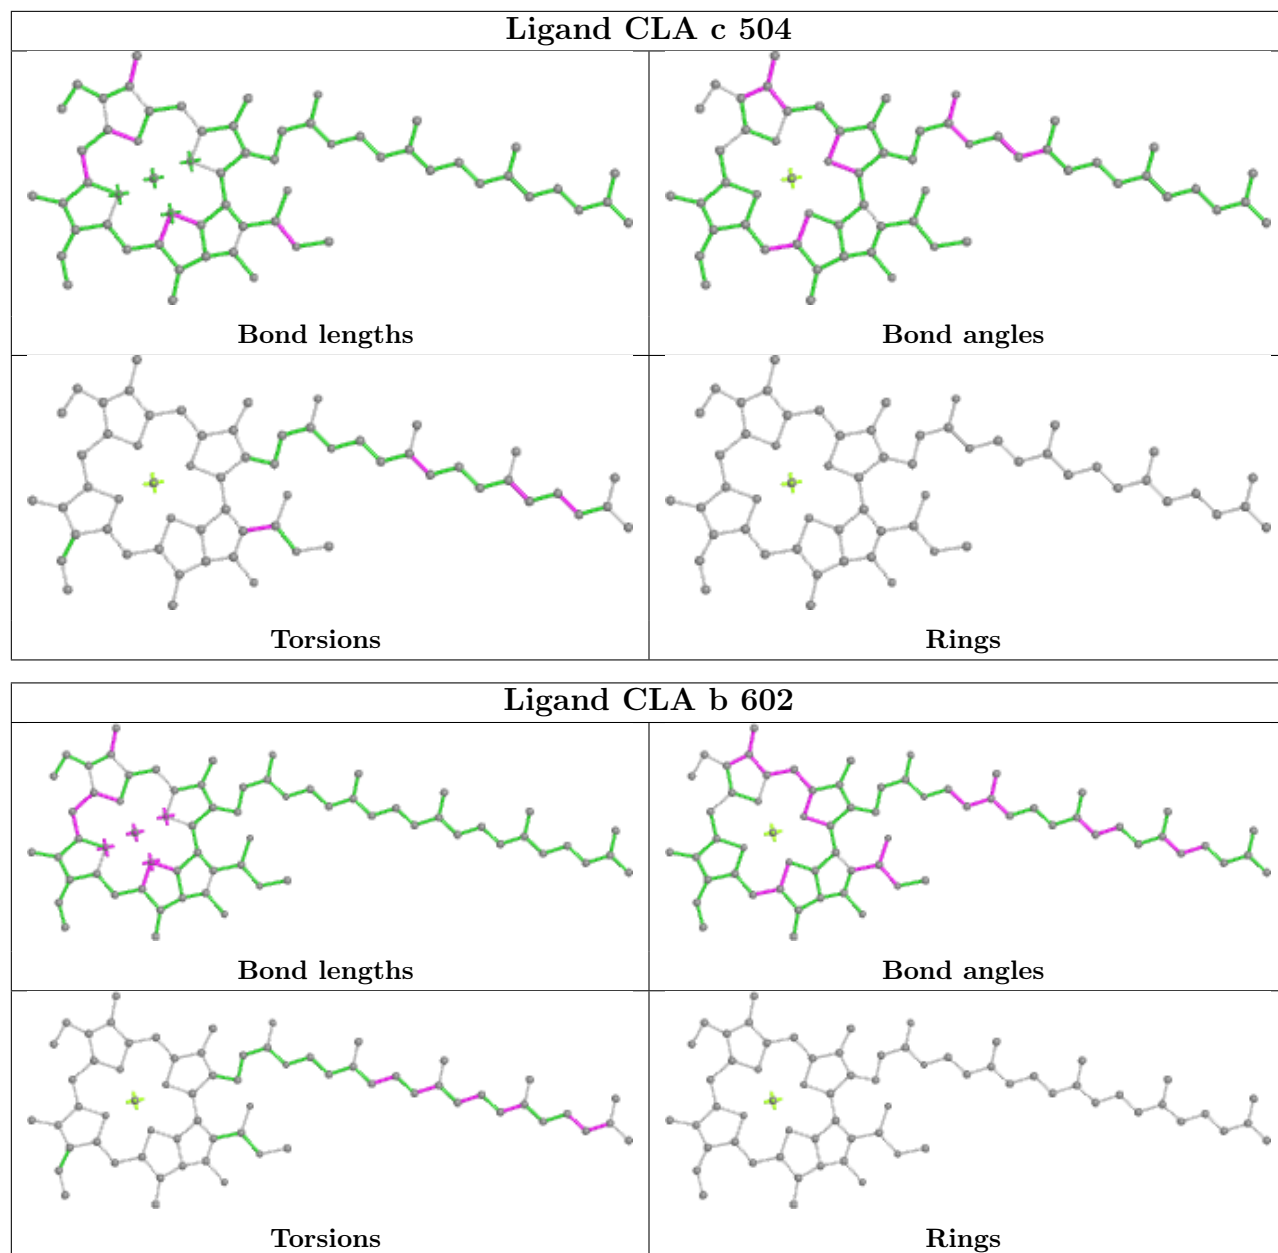 Ligand CLA c 504
Bond lengths
Bond angles
Torsions
Rings
Ligand CLA b 602
Bond lengths
Bond angles
Torsions
Rings